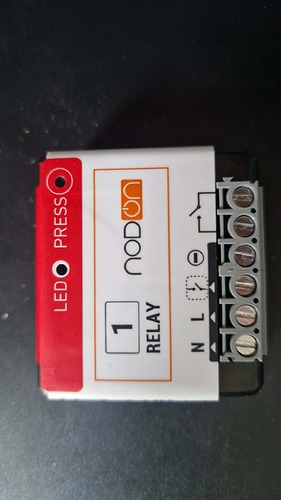 LED
PRESS
1
RELAY
NODON
N
L